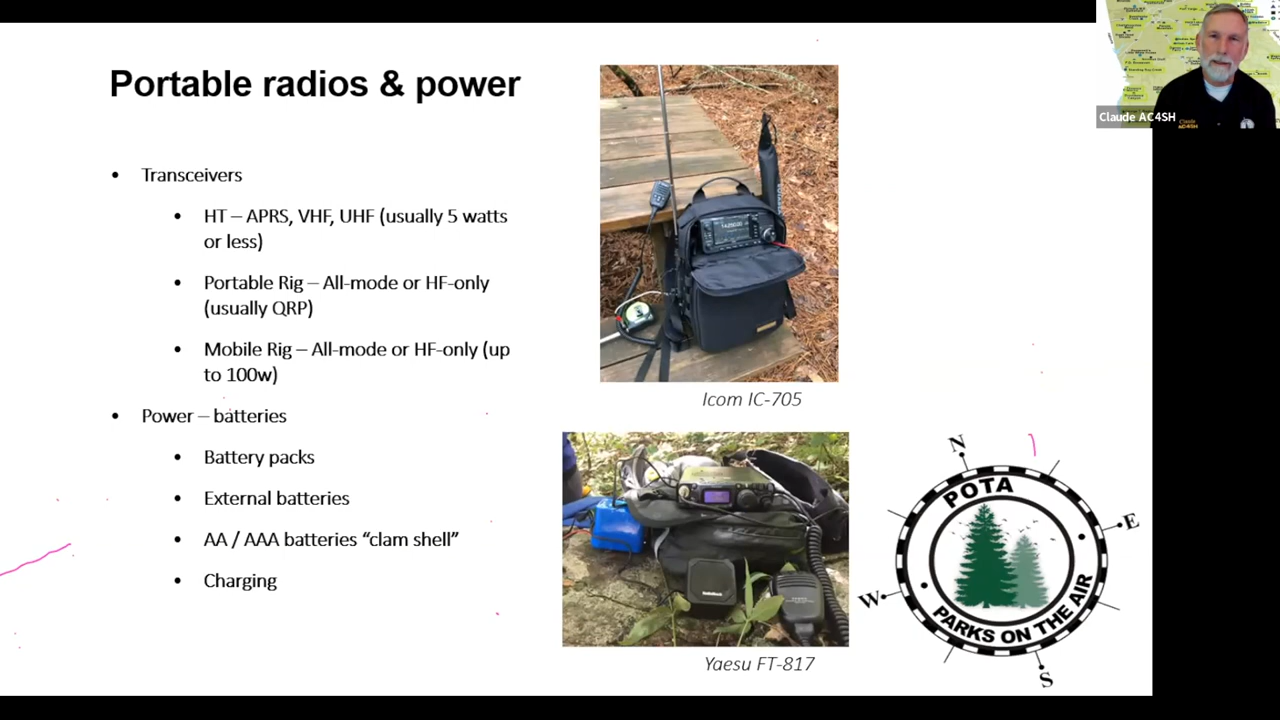 Portable radios & power
• Transceivers
• HT – APRS, VHF, UHF (usually 5 watts
or less)
• Portable Rig – All-mode or HF-only
(usually QRP)
• Mobile Rig – All-mode or HF-only (up
to 100w)
• Power – batteries
• Battery packs
• External batteries
• AA / AAA batteries “clam shell”
• Charging
Icom IC-705
Yaesu FT-817
N
E
W
S
POTA
PARKS ON THE AIR
Claude AC4SH
AC4SH